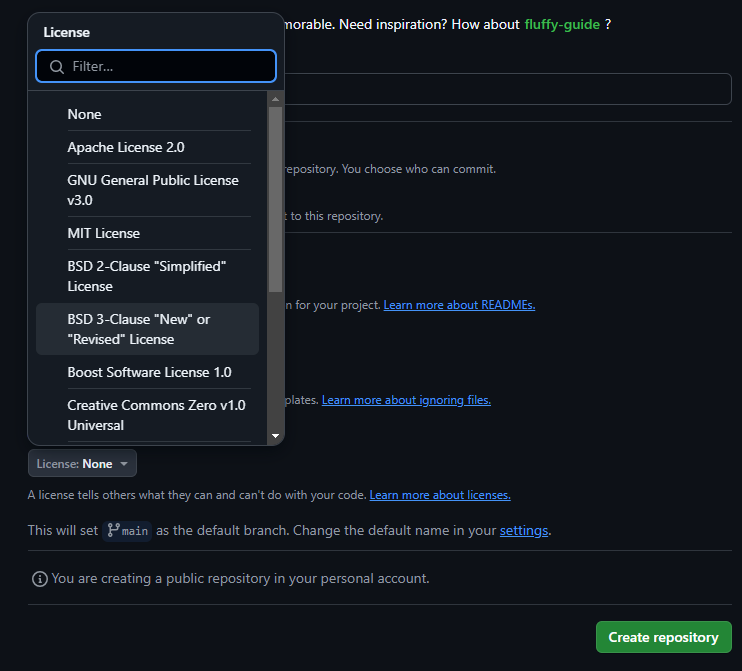 License
morable. Need inspiration? How about fluffy-guide ?
Filter...
None
Apache License 2.0
GNU General Public License
v3.0
repository. You choose who can commit.
t to this repository.
MIT License
BSD 2-Clause "Simplified"
License
BSD 3-Clause "New" or
"Revised" License
n for your project. Learn more about READMEs.
Boost Software License 1.0
Creative Commons Zero v1.0
Universal
plates. Learn more about ignoring files.
License: None
A license tells others what they can and can't do with your code. Learn more about licenses.
This will set main as the default branch. Change the default name in your settings.
You are creating a public repository in your personal account.
Create repository